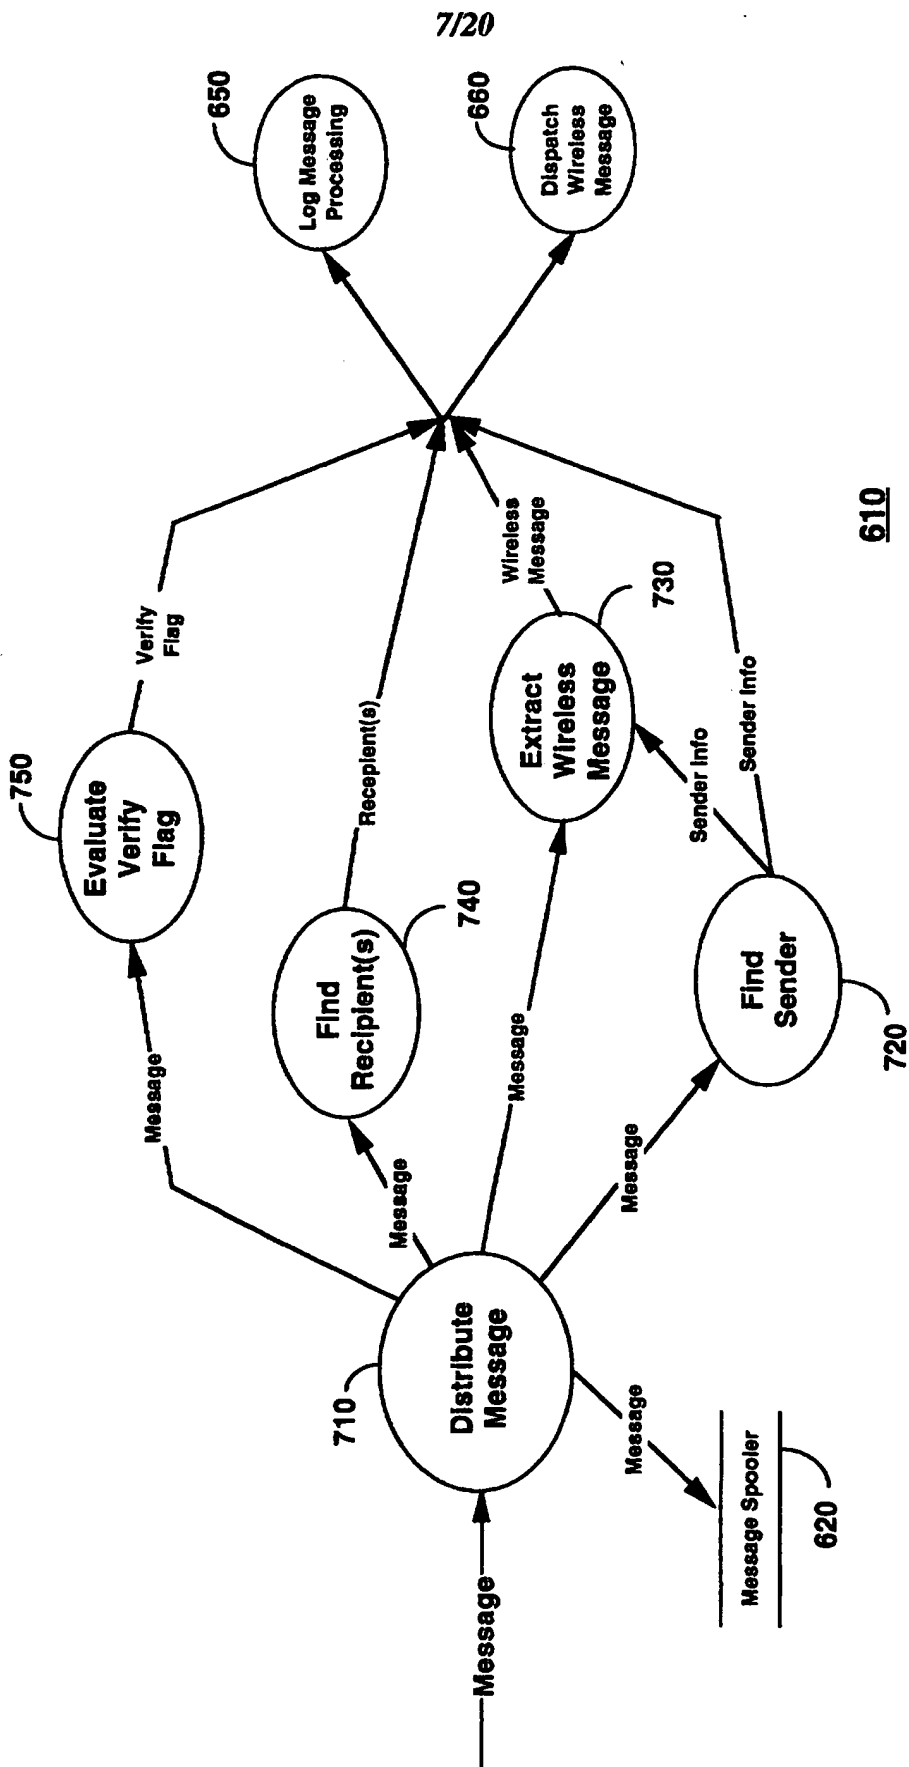 7/20
Message
710
Distribute
Message
Message
Message Spooler
620
Message
750
Evaluate
Verify
Flag
Verify
Flag
Message
740
Find
Recipient(s)
Recepient(s)
Message
Extract
Wireless
Message
730
Wireless
Message
Message
Find
Sender
720
Sender Info
Sender Info
650
Log Message
Processing
660
Dispatch
Wireless
Message
610